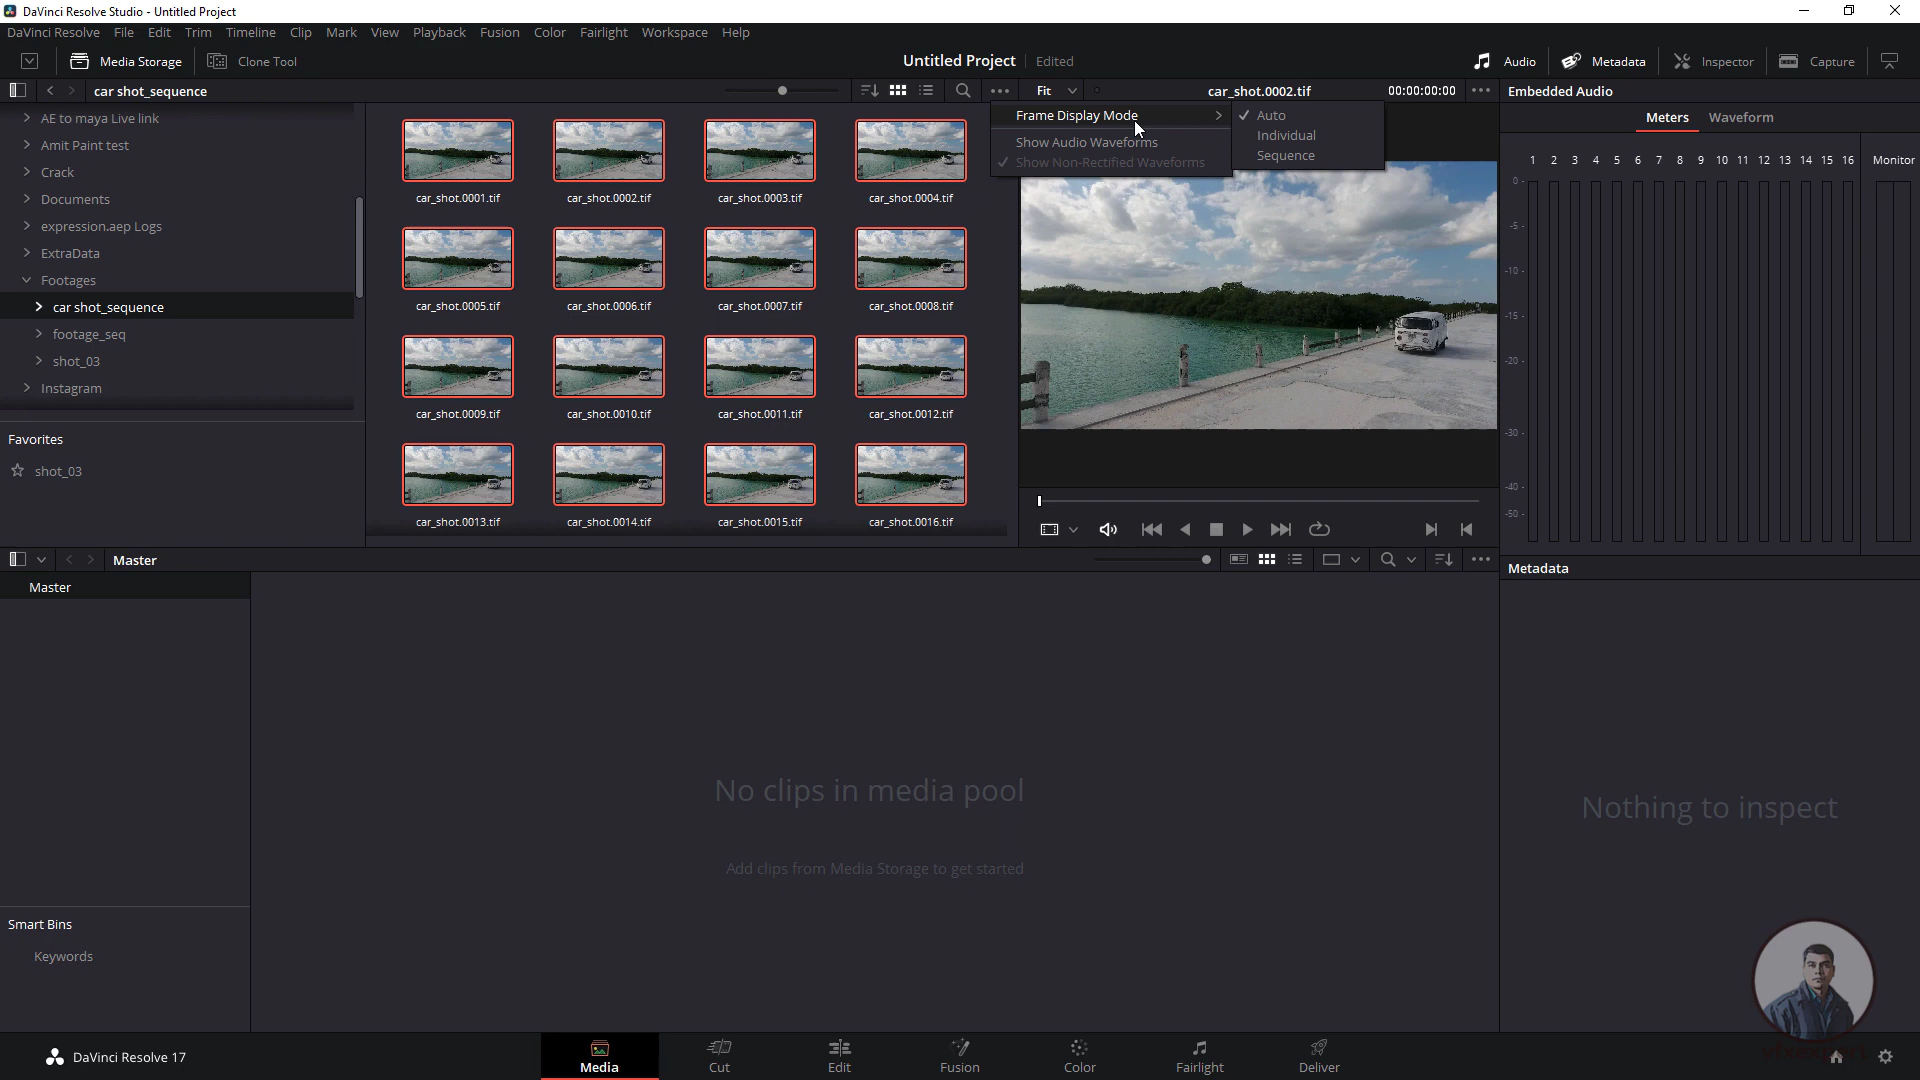 DaVinci Resolve Studio - Untitled Project
DaVinci Resolve File Edit Trim Timeline Clip Mark View Playback Fusion Color Fairlight Workspace Help
Media Storage Clone Tool Untitled Project Edited Audio Metadata Inspector Capture
car shot_sequence Fit car_shot.0002.tif 00:00:00:00 Embedded Audio
Frame Display Mode
Show Audio Waveforms
Show Non-Rectified Waveforms
Auto
Individual
Sequence
Meters Waveform
AE to maya Live link
Amit Paint test
Crack
Documents
expression.aep Logs
ExtraData
Footages
car shot_sequence
footage_seq
shot_03
Instagram
Favorites
shot_03
car_shot.0001.tif car_shot.0002.tif car_shot.0003.tif car_shot.0004.tif
car_shot.0005.tif car_shot.0006.tif car_shot.0007.tif car_shot.0008.tif
car_shot.0009.tif car_shot.0010.tif car_shot.0011.tif car_shot.0012.tif
car_shot.0013.tif car_shot.0014.tif car_shot.0015.tif car_shot.0016.tif
1 2 3 4 5 6 7 8 9 10 11 12 13 14 15 16 Monitor
0 -
-5 -
-10 -
-15 -
-20 -
-30 -
-40 -
-50 -
Master
Master
Metadata
No clips in media pool
Add clips from Media Storage to get started
Nothing to inspect
Smart Bins
Keywords
DaVinci Resolve 17
Media Cut Edit Fusion Color Fairlight Deliver